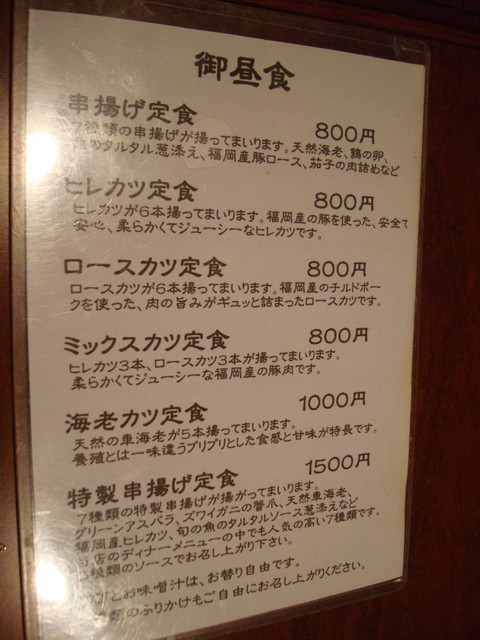 御昼食
串揚げ定食 800円
7種類の串揚げが揚ってまいります。天然海老、鶏の卵、
魚のタルタル葱添え、福岡産豚ロース、茄子の肉詰めなど
ヒレカツ定食 800円
ヒレカツが6本揚ってまいります。福岡産の豚を使った、安全で
安心、柔らかくてジューシーなヒレカツです。
ロースカツ定食 800円
ロースカツが6本揚ってまいります。福岡産のチルドポー
クを使った、肉の旨みがギュッと詰まったロースカツです。
ミックスカツ定食 800円
ヒレカツ3本、ロースカツ3本が揚ってまいります。
柔らかくてジューシーな福岡産の豚肉です。
海老カツ定食 1000円
天然の車海老が5本揚ってまいります。
養殖とは一味違うプリプリとした食感と甘味が特長です。
特製串揚げ定食 1500円
7種類の特製串揚げが揚がってまいります。
グリーンアスパラ、ズワイガニの蟹爪、天然車海老、
福岡産ヒレカツ、旬の魚のタルタルソース葱添えなど
当店のディナーメニューの中でも人気の高い7種類です。
種類のソースでお召し上がり下さい。
とお味噌汁は、お替り自由です。
のふりかけもご自由にお召し上がりください。